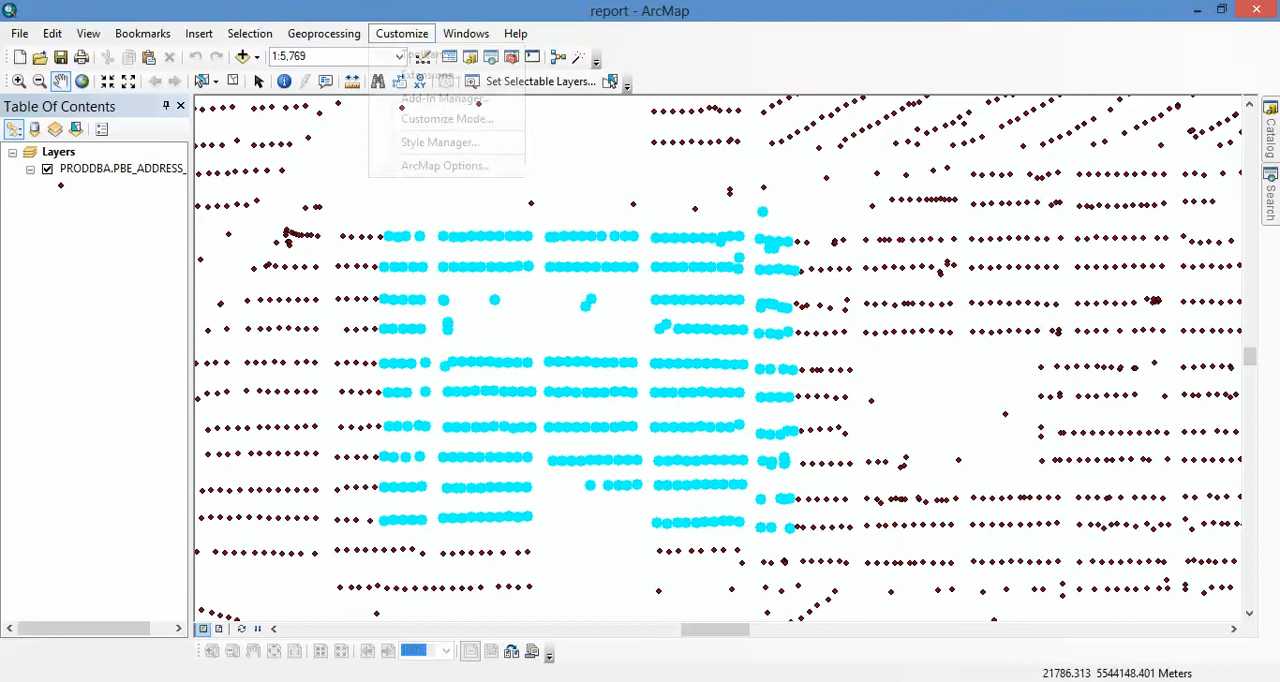 report - ArcMap
File Edit View Bookmarks Insert Selection Geoprocessing Customize Windows Help
1:5,769
Extensions...
Set Selectable Layers...
Add-In Manager...
Customize Mode...
Style Manager...
ArcMap Options...
Table Of Contents
Layers
PRODDBA.PBE_ADDRESS_
Catalog
Search
100%
21786.313 5544148.401 Meters